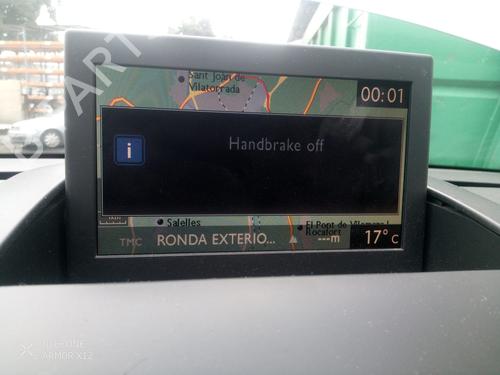 Sant Joan de
Vilatorrada
00:01
i
Handbrake off
Salelles
El Pont de Vilomara i
Rocafort
TMC RONDA EXTERIO... ---m 17° c
ARMOR X12